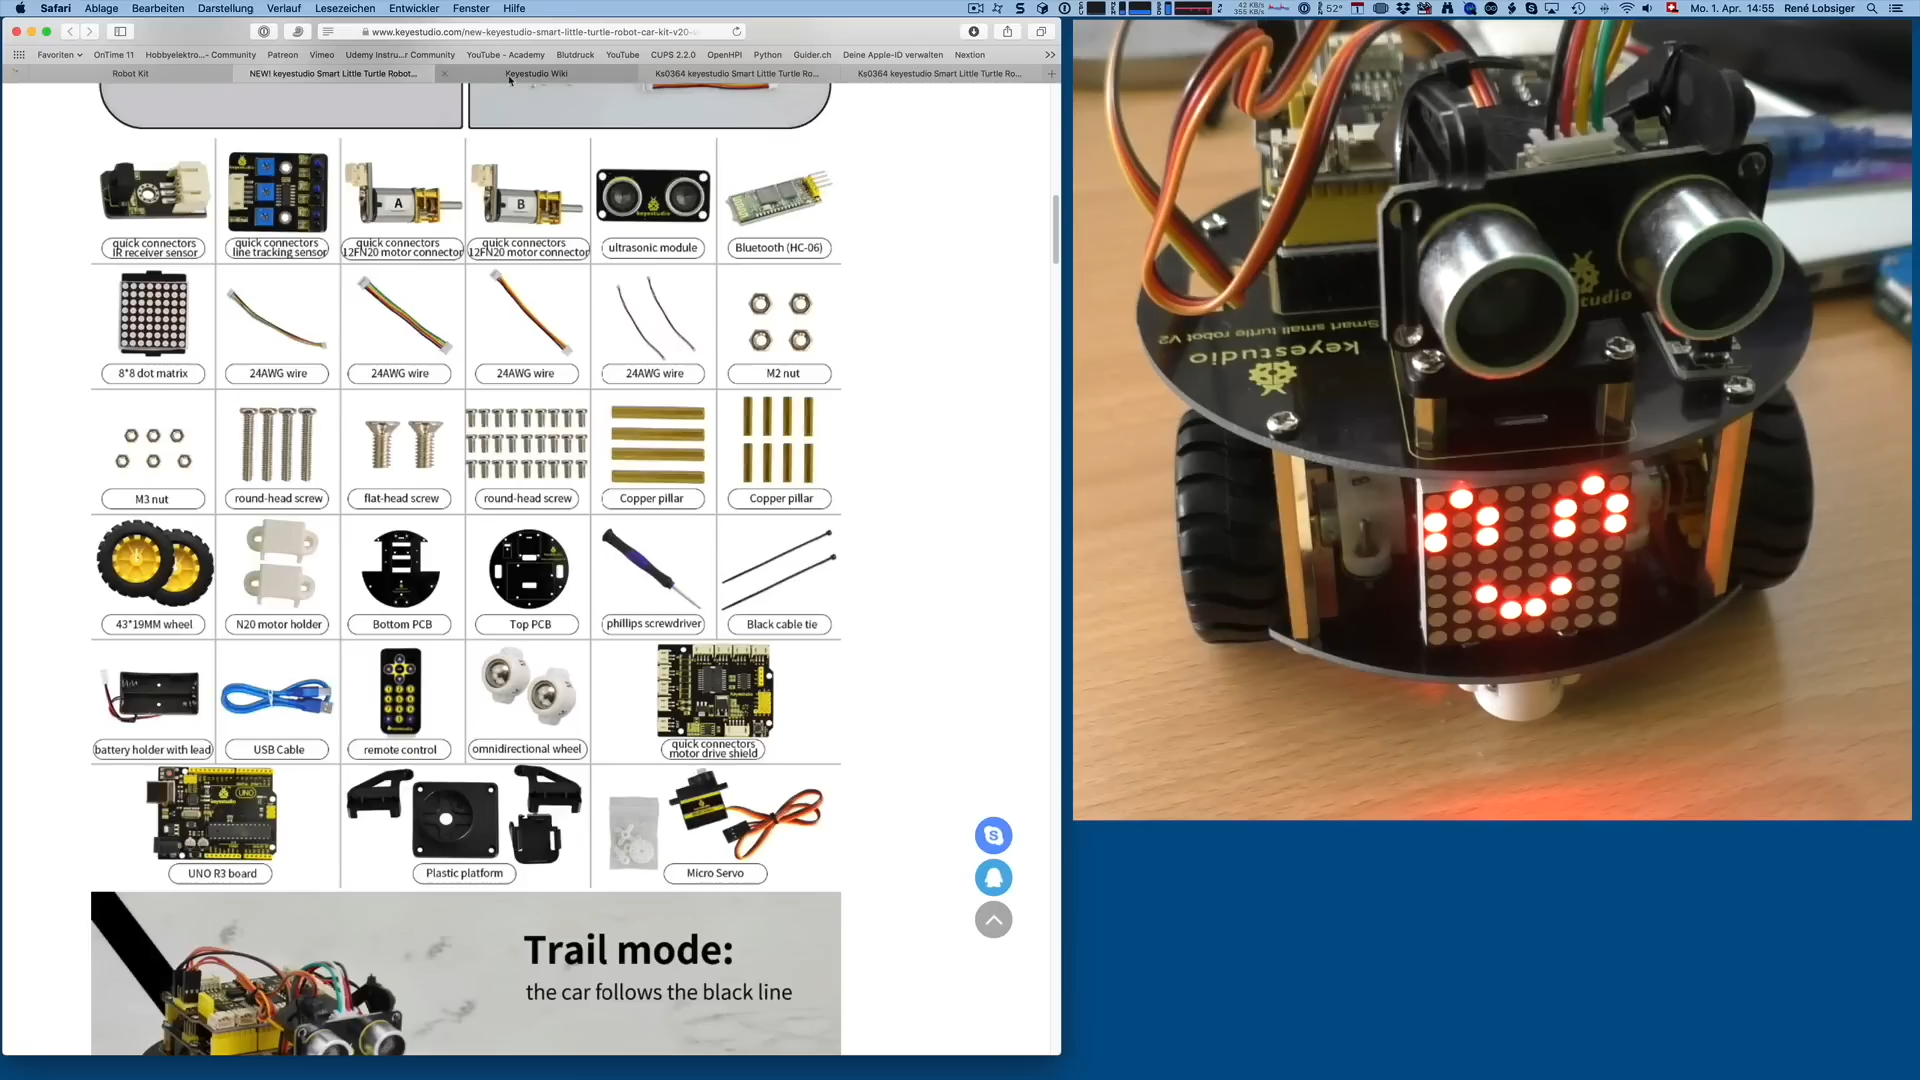 Safari Ablage Bearbeiten Darstellung Verlauf Lesezeichen Entwickler Fenster Hilfe
42 KB/s
355 KB/s
52° Mo. 1. Apr. 14:55 René Lobsiger
www.keyestudio.com/new-keyestudio-smart-little-turtle-robot-car-kit-v20-
Favoriten OnTime 11 Hobbyelektro...- Community Patreon Vimeo Udemy Instru...r Community YouTube - Academy Blutdruck YouTube CUPS 2.2.0 OpenHPI Python Guider.ch Deine Apple-ID verwalten Nextion
Robot Kit NEW! keyestudio Smart Little Turtle Robot... Keyestudio Wiki Ks0364 keyestudio Smart Little Turtle Ro... Ks0364 keyestudio Smart Little Turtle Ro...
A B
quick connectors
IR receiver sensor
quick connectors
line tracking sensor
quick connectors
12FN20 motor connector
quick connectors
12FN20 motor connector
ultrasonic module
Bluetooth (HC-06)
8*8 dot matrix 24AWG wire 24AWG wire 24AWG wire 24AWG wire M2 nut
M3 nut round-head screw flat-head screw round-head screw Copper pillar Copper pillar
43*19MM wheel N20 motor holder Bottom PCB Top PCB phillips screwdriver Black cable tie
battery holder with lead USB Cable remote control omnidirectional wheel
quick connectors
motor drive shield
UNO R3 board Plastic platform Micro Servo
Trail mode:
the car follows the black line
Smart small turtle robot V2
keyestudio